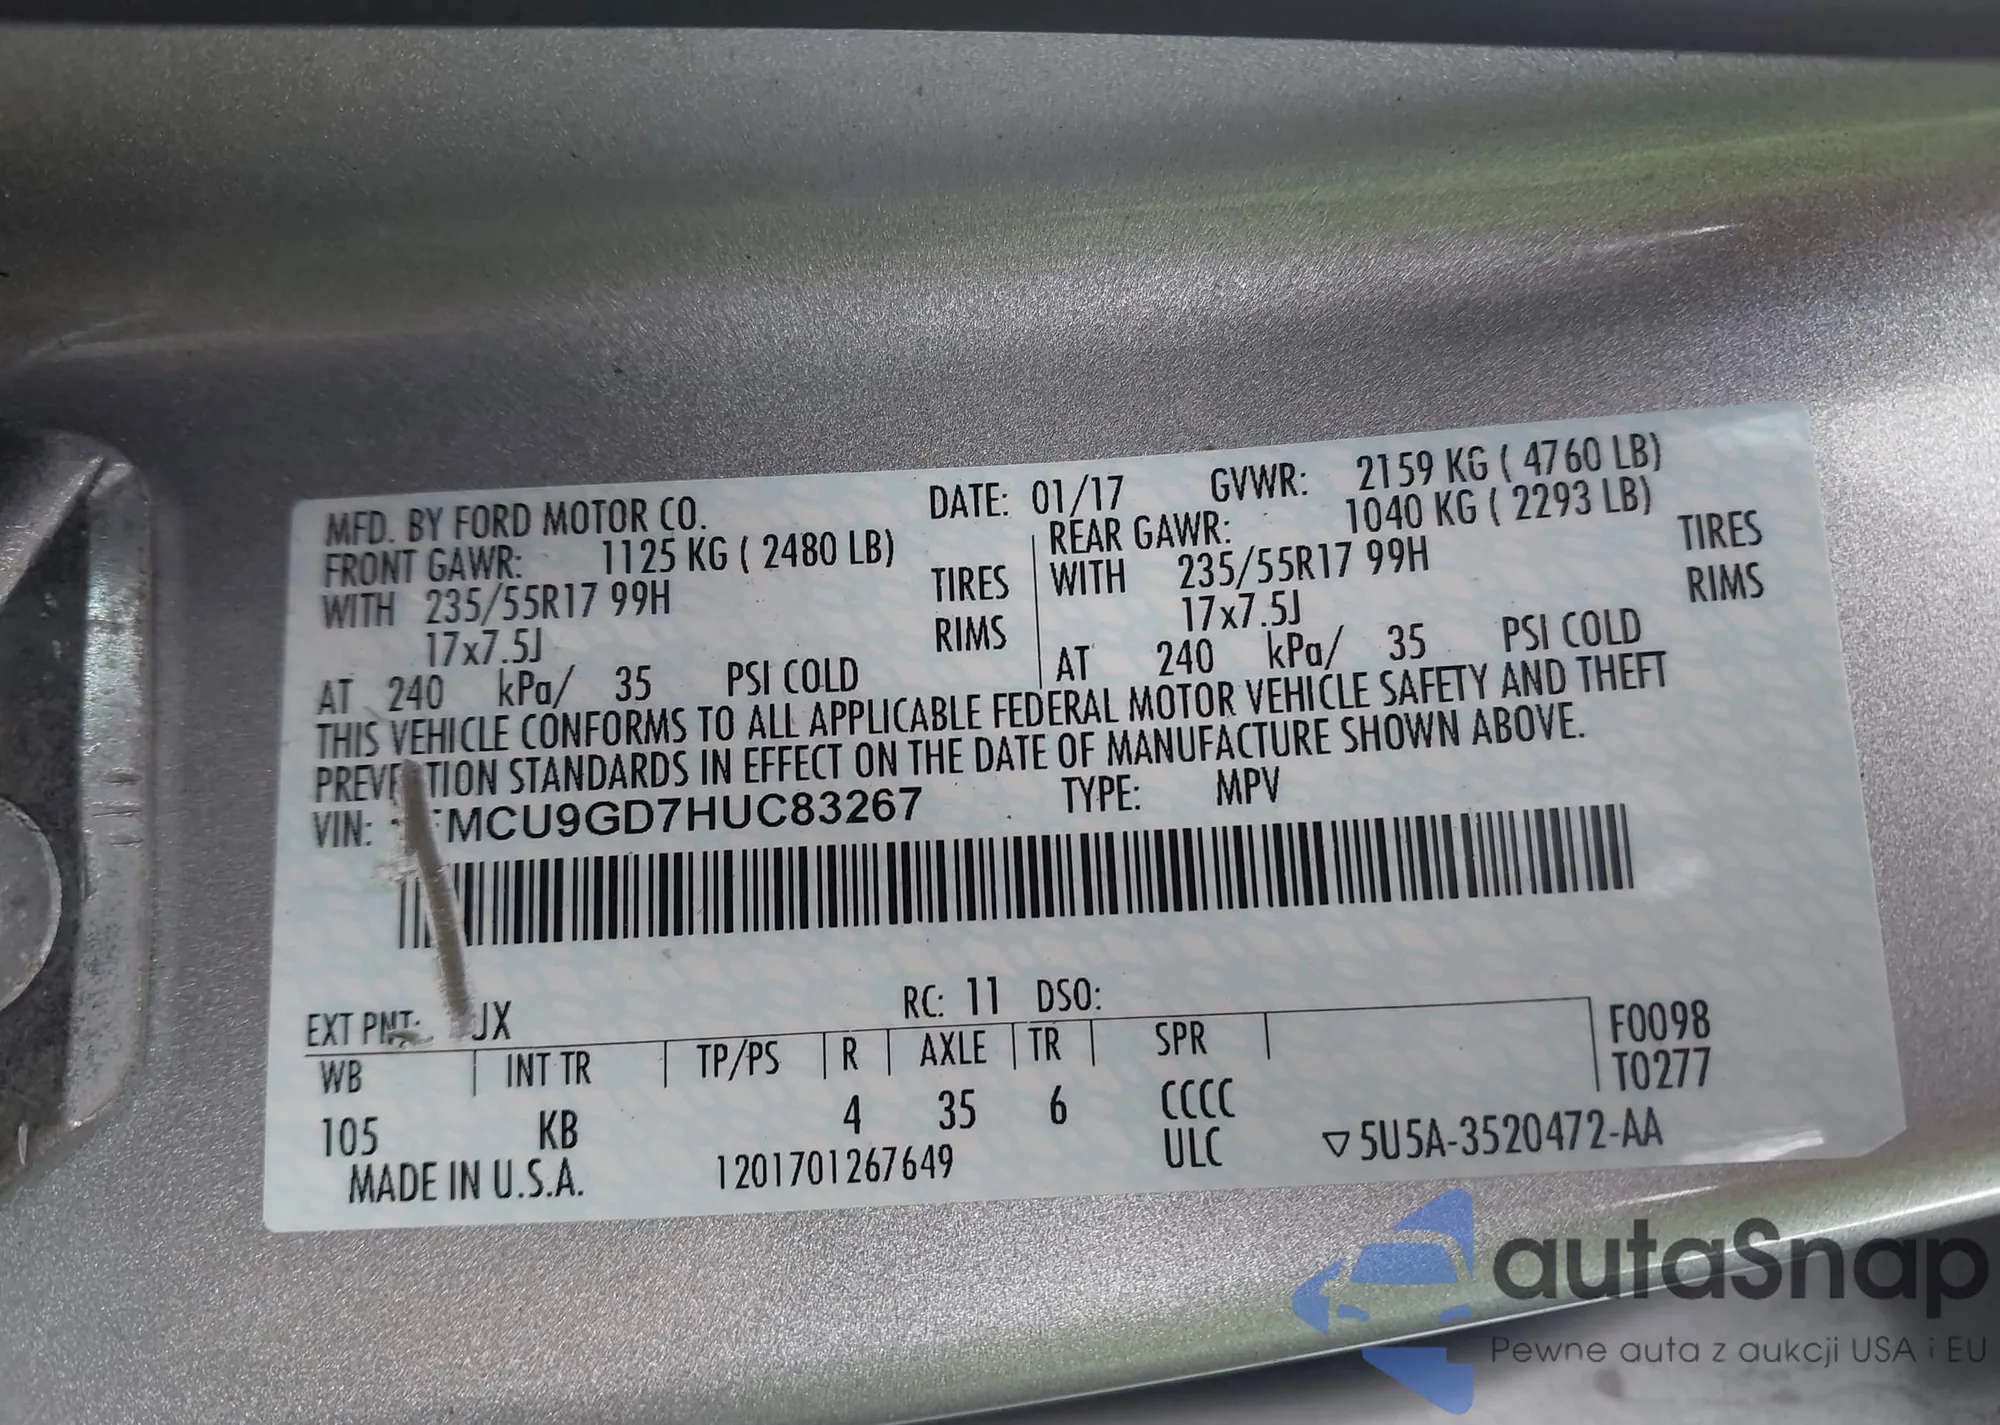 MFD. BY FORD MOTOR CO. DATE: 01/17 GVWR: 2159 KG ( 4760 LB)
FRONT GAWR: 1125 KG ( 2480 LB) REAR GAWR: 1040 KG ( 2293 LB)
WITH 235/55R17 99H TIRES WITH 235/55R17 99H TIRES
17x7.5J RIMS 17x7.5J RIMS
AT 240 kPa/ 35 PSI COLD AT 240 kPa/ 35 PSI COLD
THIS VEHICLE CONFORMS TO ALL APPLICABLE FEDERAL MOTOR VEHICLE SAFETY AND THEFT
PREVENTION STANDARDS IN EFFECT ON THE DATE OF MANUFACTURE SHOWN ABOVE.
VIN: FMCU9GD7HUC83267 TYPE: MPV
EXT PNT: JX RC: 11 DSO:
WB INT TR TP/PS R AXLE TR SPR F0098
T0277
105 KB 4 35 6 CCCC
MADE IN U.S.A. 1201701267649 ULC ▽5U5A-3520472-AA
autaSnap
Pewne auta z aukcji USA i EU